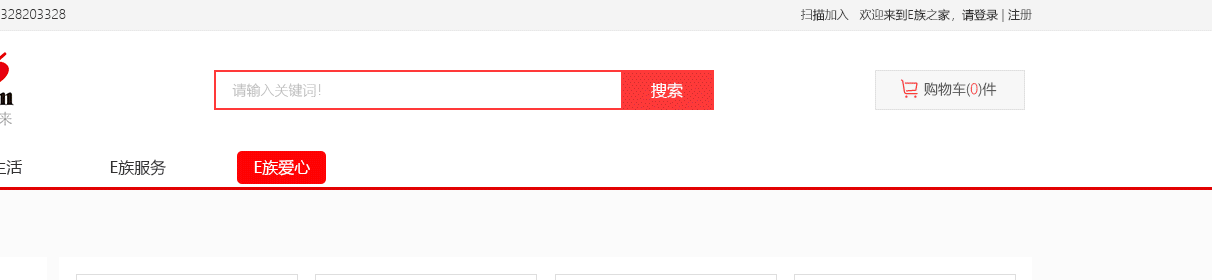 328203328
扫描加入 欢迎来到E族之家，请登录 | 注册
请输入关键词!
搜索
购物车(0)件
来
生活
E族服务
E族爱心